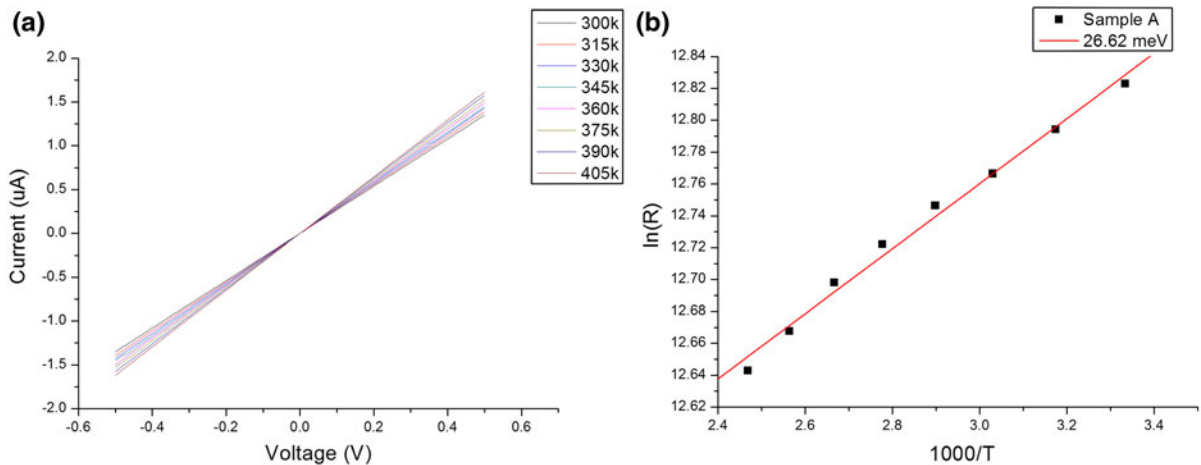 (a)
300k
315k
330k
345k
360k
375k
390k
405k
2.0
1.5
1.0
0.5
0.0
-0.5
-1.0
-1.5
-2.0
Current (uA)
-0.6 -0.4 -0.2 0.0 0.2 0.4 0.6
Voltage (V)
(b)
Sample A
26.62 meV
12.84
12.82
12.80
12.78
12.76
12.74
12.72
12.70
12.68
12.66
12.64
12.62
ln(R)
2.4 2.6 2.8 3.0 3.2 3.4
1000/T